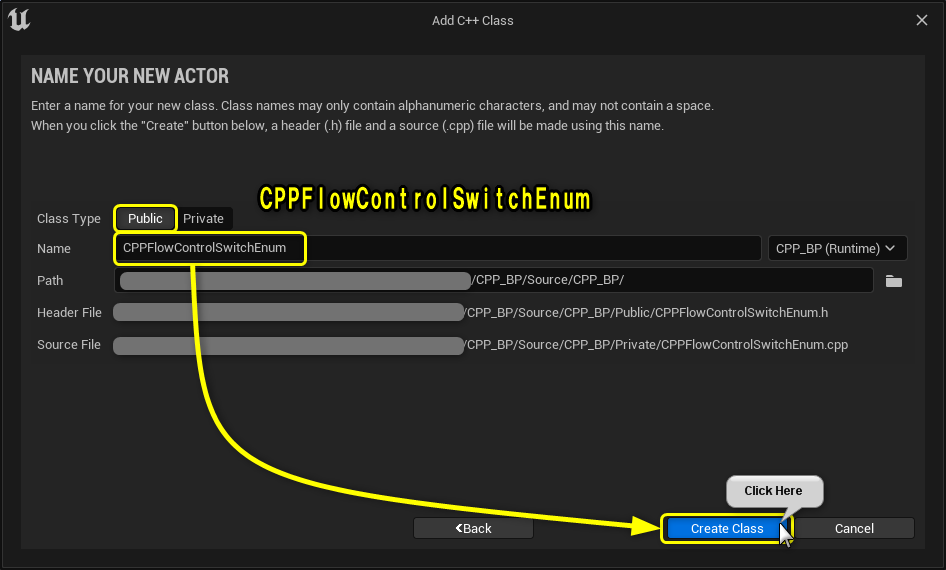 Add C++ Class
NAME YOUR NEW ACTOR
Enter a name for your new class. Class names may only contain alphanumeric characters, and may not contain a space.
When you click the "Create" button below, a header (.h) file and a source (.cpp) file will be made using this name.
CPPFlowControlSwitchEnum
Class Type Public Private
Name CPPFlowControlSwitchEnum CPP_BP (Runtime)
Path /CPP_BP/Source/CPP_BP/
Header File /CPP_BP/Source/CPP_BP/Public/CPPFlowControlSwitchEnum.h
Source File /CPP_BP/Source/CPP_BP/Private/CPPFlowControlSwitchEnum.cpp
Click Here
Back Create Class Cancel